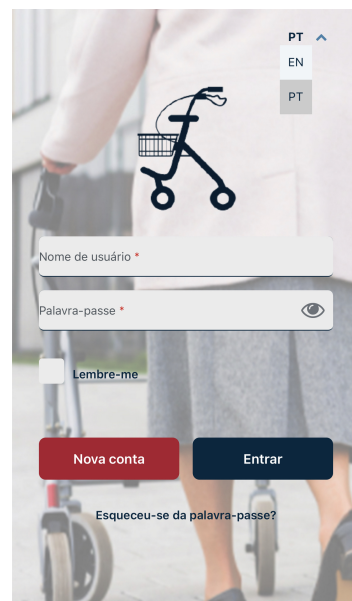 PT
EN
PT
Nome de usuário *
Palavra-passe *
Lembre-me
Nova conta
Entrar
Esqueceu-se da palavra-passe?